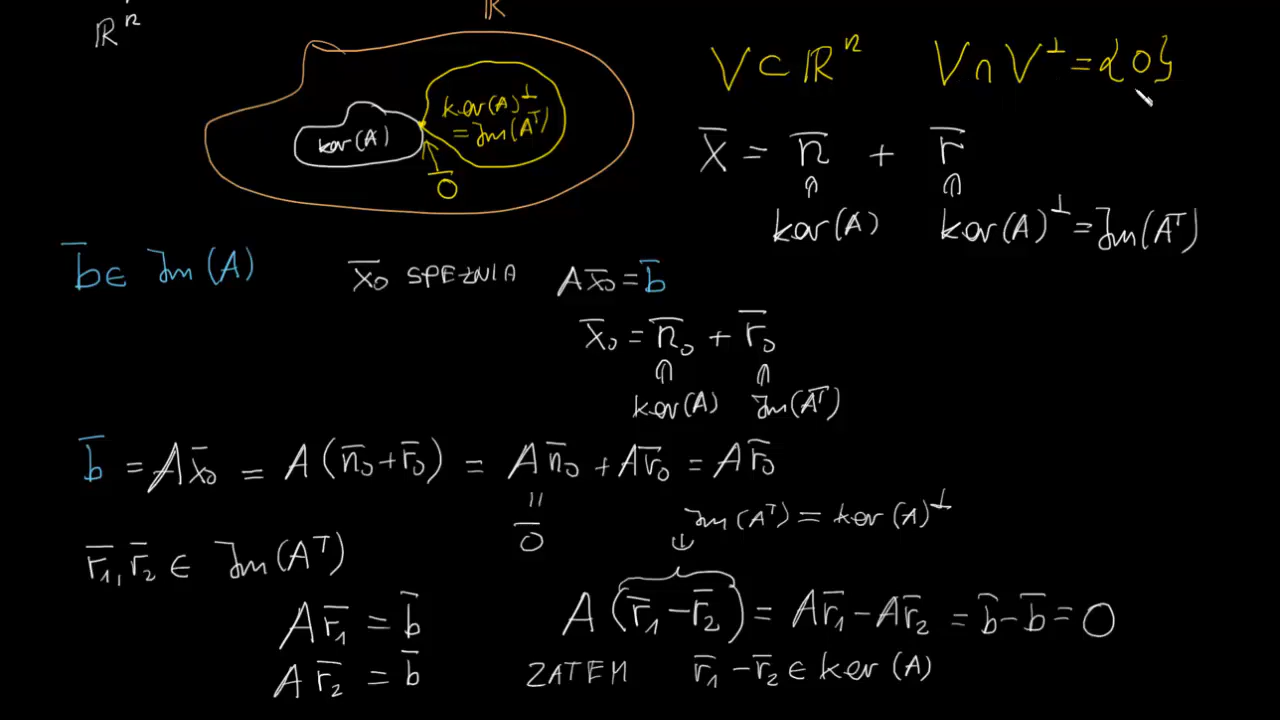 ℝⁿ
ℝ
ker(A)
ker(A)^⊥
= Im(Aᵀ)
0̅
V ⊂ ℝⁿ V ∩ V^⊥ = {0}
x̅ = n̅ + r̅
⇑ ⇑
ker(A) ker(A)^⊥ = Im(Aᵀ)
b̅ ∈ Im(A) x̅₀ SPEŁNIA Ax̅₀ = b̅
x̅₀ = n̅₀ + r̅₀
⇑ ⇑
ker(A) Im(Aᵀ)
b̅ = Ax̅₀ = A(n̅₀ + r̅₀) = An̅₀ + Ar̅₀ = Ar̅₀
‖
0̅
Im(Aᵀ) = ker(A)^⊥
r̅₁, r̅₂ ∈ Im(Aᵀ)
Ar̅₁ = b̅ A(r̅₁ − r̅₂) = Ar̅₁ − Ar̅₂ = b̅ − b̅ = 0
Ar̅₂ = b̅ ZATEM r̅₁ − r̅₂ ∈ ker(A)